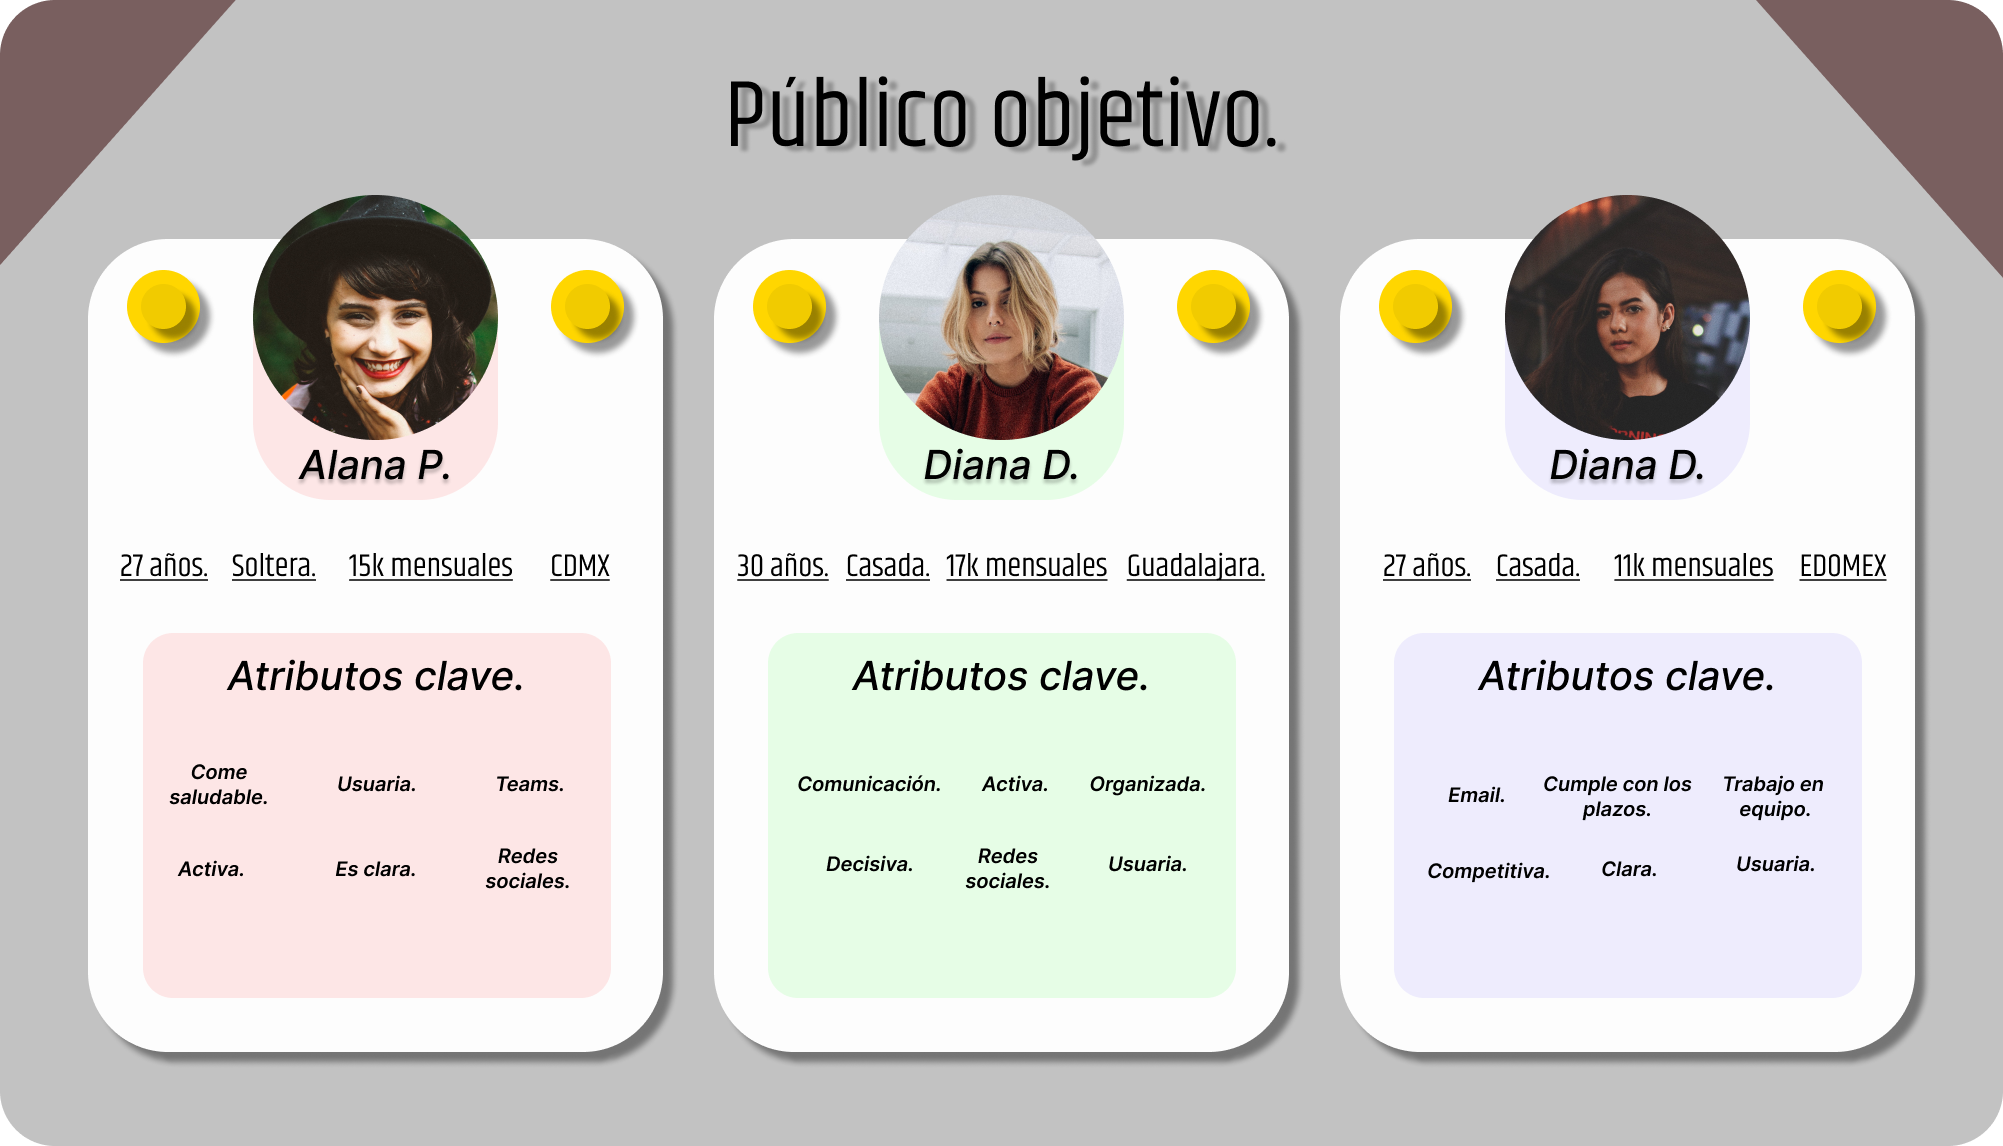 Público objetivo.
Alana P.
27 años. Soltera. 15k mensuales CDMX
Atributos clave.
Come
saludable.
Usuaria.
Teams.
Activa.
Es clara.
Redes
sociales.
Diana D.
30 años. Casada. 17k mensuales Guadalajara.
Atributos clave.
Comunicación.
Activa.
Organizada.
Decisiva.
Redes
sociales.
Usuaria.
Diana D.
27 años. Casada. 11k mensuales EDOMEX
Atributos clave.
Email.
Cumple con los
plazos.
Trabajo en
equipo.
Competitiva.
Clara.
Usuaria.